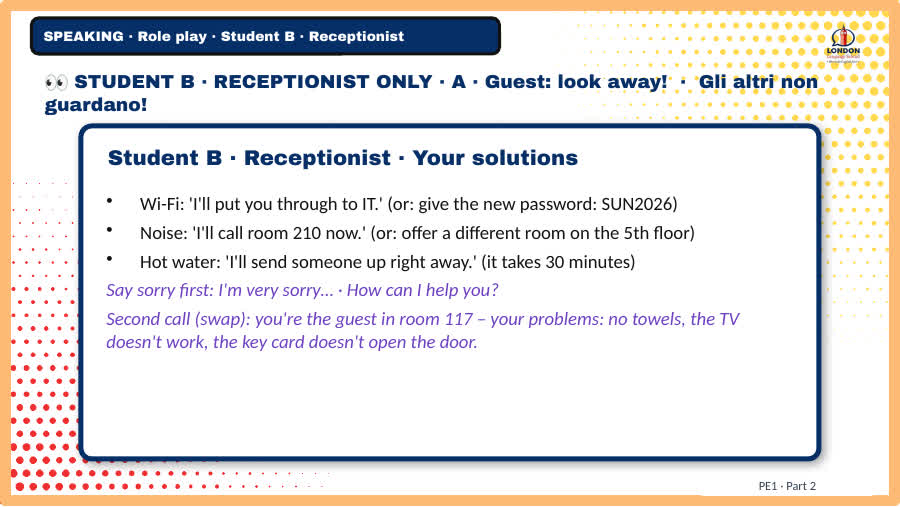 SPEAKING · Role play · Student B · Receptionist
LONDON
👀 STUDENT B · RECEPTIONIST ONLY · A · Guest: look away! · Gli altri non
guardano!
Student B · Receptionist · Your solutions
• Wi-Fi: 'I'll put you through to IT.' (or: give the new password: SUN2026)
• Noise: 'I'll call room 210 now.' (or: offer a different room on the 5th floor)
• Hot water: 'I'll send someone up right away.' (it takes 30 minutes)
Say sorry first: I'm very sorry... · How can I help you?
Second call (swap): you're the guest in room 117 – your problems: no towels, the TV
doesn't work, the key card doesn't open the door.
PE1 · Part 2